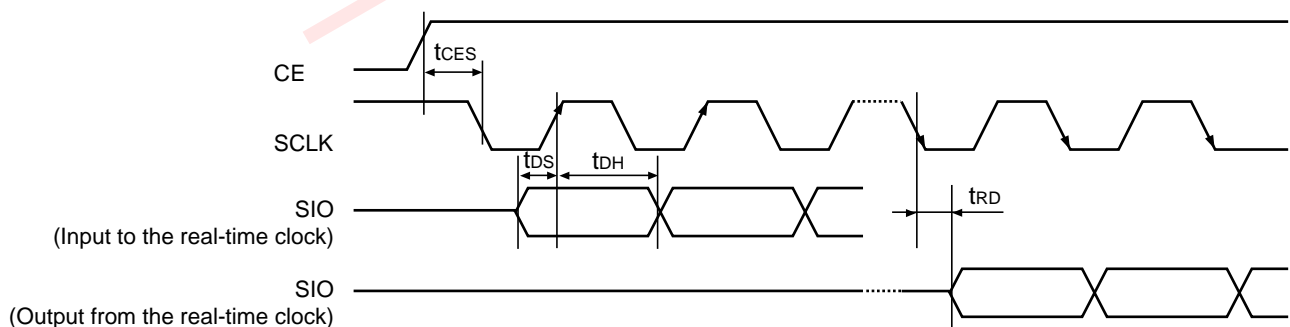 tCES
CE
SCLK
tDS
tDH
SIO
(Input to the real-time clock)
tRD
SIO
(Output from the real-time clock)